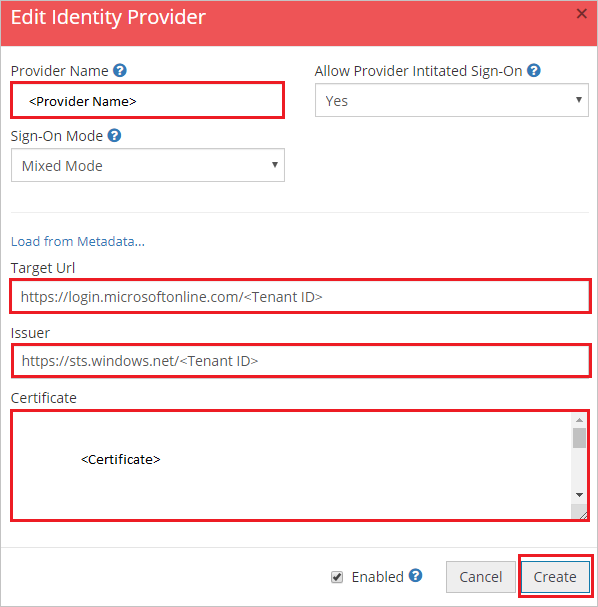 Edit Identity Provider
Provider Name
Allow Provider Intitated Sign-On
<Provider Name>
Yes
Sign-On Mode
Mixed Mode
Load from Metadata...
Target Url
https://login.microsoftonline.com/<Tenant ID>
Issuer
https://sts.windows.net/<Tenant ID>
Certificate
<Certificate>
Enabled
Cancel
Create